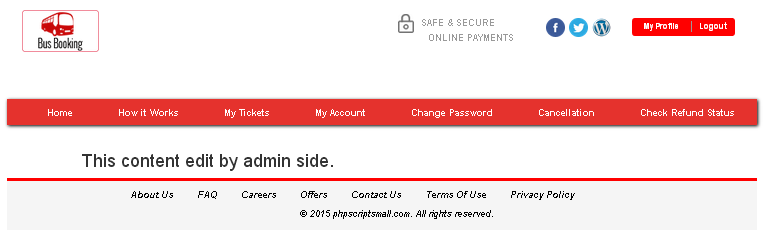 Bus Booking
SAFE & SECURE
ONLINE PAYMENTS
My Profile | Logout
Home How it Works My Tickets My Account Change Password Cancellation Check Refund Status
This content edit by admin side.
About Us FAQ Careers Offers Contact Us Terms Of Use Privacy Policy
© 2015 phpscriptsmall.com. All rights reserved.